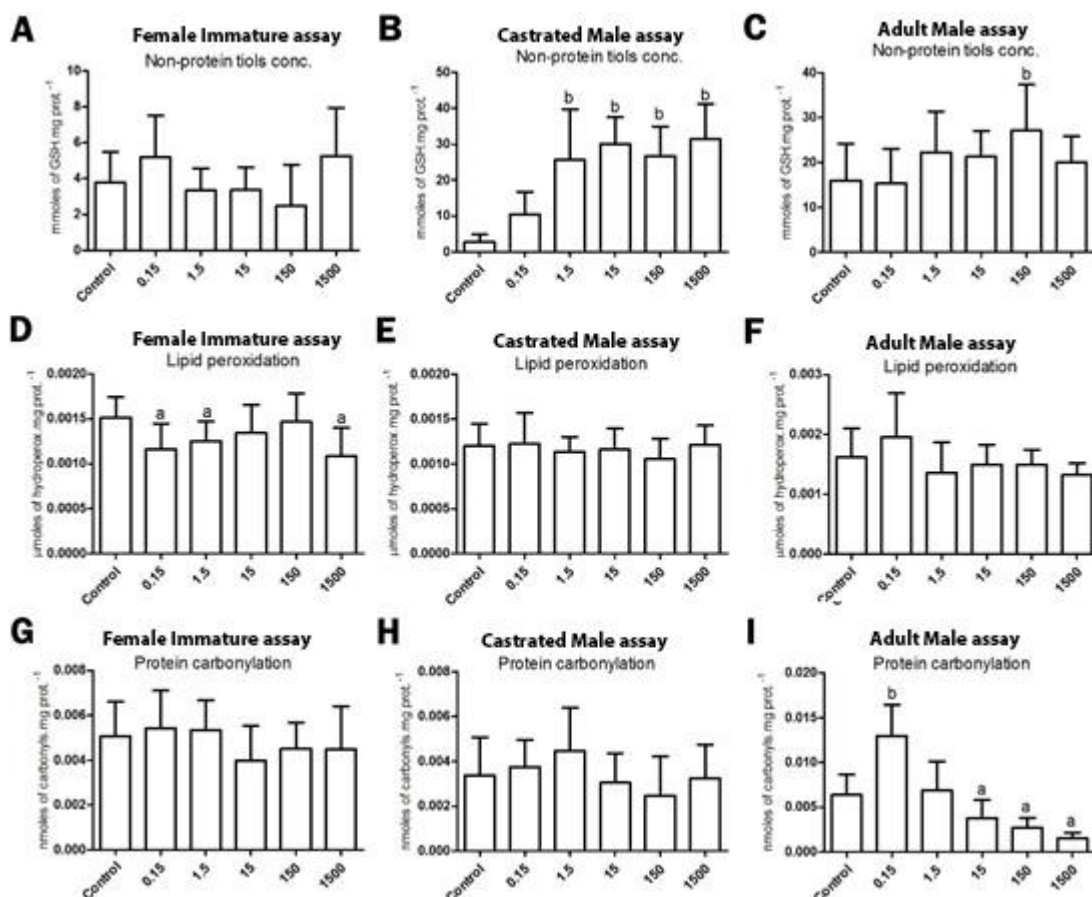 A
Female Immature assay
Non-protein tiols conc.
mmoles of GSH.mg prot.⁻¹
8
6
4
2
0
Control
0.15
1.5
15
150
1500
B
Castrated Male assay
Non-protein tiols conc.
mmoles of GSH.mg prot.⁻¹
50
40
30
20
10
0
b
b
b
b
Control
0.15
1.5
15
150
1500
C
Adult Male assay
Non-protein tiols conc.
mmoles of GSH.mg prot.⁻¹
40
30
20
10
0
b
Control
0.15
1.5
15
150
1500
D
Female Immature assay
Lipid peroxidation
µmoles of hydroperox.mg prot.⁻¹
0.0020
0.0015
0.0010
0.0005
0.0000
a
a
a
Control
0.15
1.5
15
150
1500
E
Castrated Male assay
Lipid peroxidation
µmoles of hydroperox.mg prot.⁻¹
0.0020
0.0015
0.0010
0.0005
0.0000
Control
0.15
1.5
15
150
1500
F
Adult Male assay
Lipid peroxidation
µmoles of hydroperox.mg prot.⁻¹
0.003
0.002
0.001
0.000
0.15
1.5
15
150
1500
G
Female Immature assay
Protein carbonylation
nmoles of carbonyls.mg prot.⁻¹
0.008
0.006
0.004
0.002
0.000
Control
0.15
1.5
15
150
1500
H
Castrated Male assay
Protein carbonylation
nmoles of carbonyls.mg prot.⁻¹
0.008
0.006
0.004
0.002
0.000
Control
0.15
1.5
15
150
1500
I
Adult Male assay
Protein carbonylation
nmoles of carbonyls.mg prot.⁻¹
0.020
0.015
0.010
0.005
0.000
b
a
a
a
Control
0.15
1.5
15
150
1500